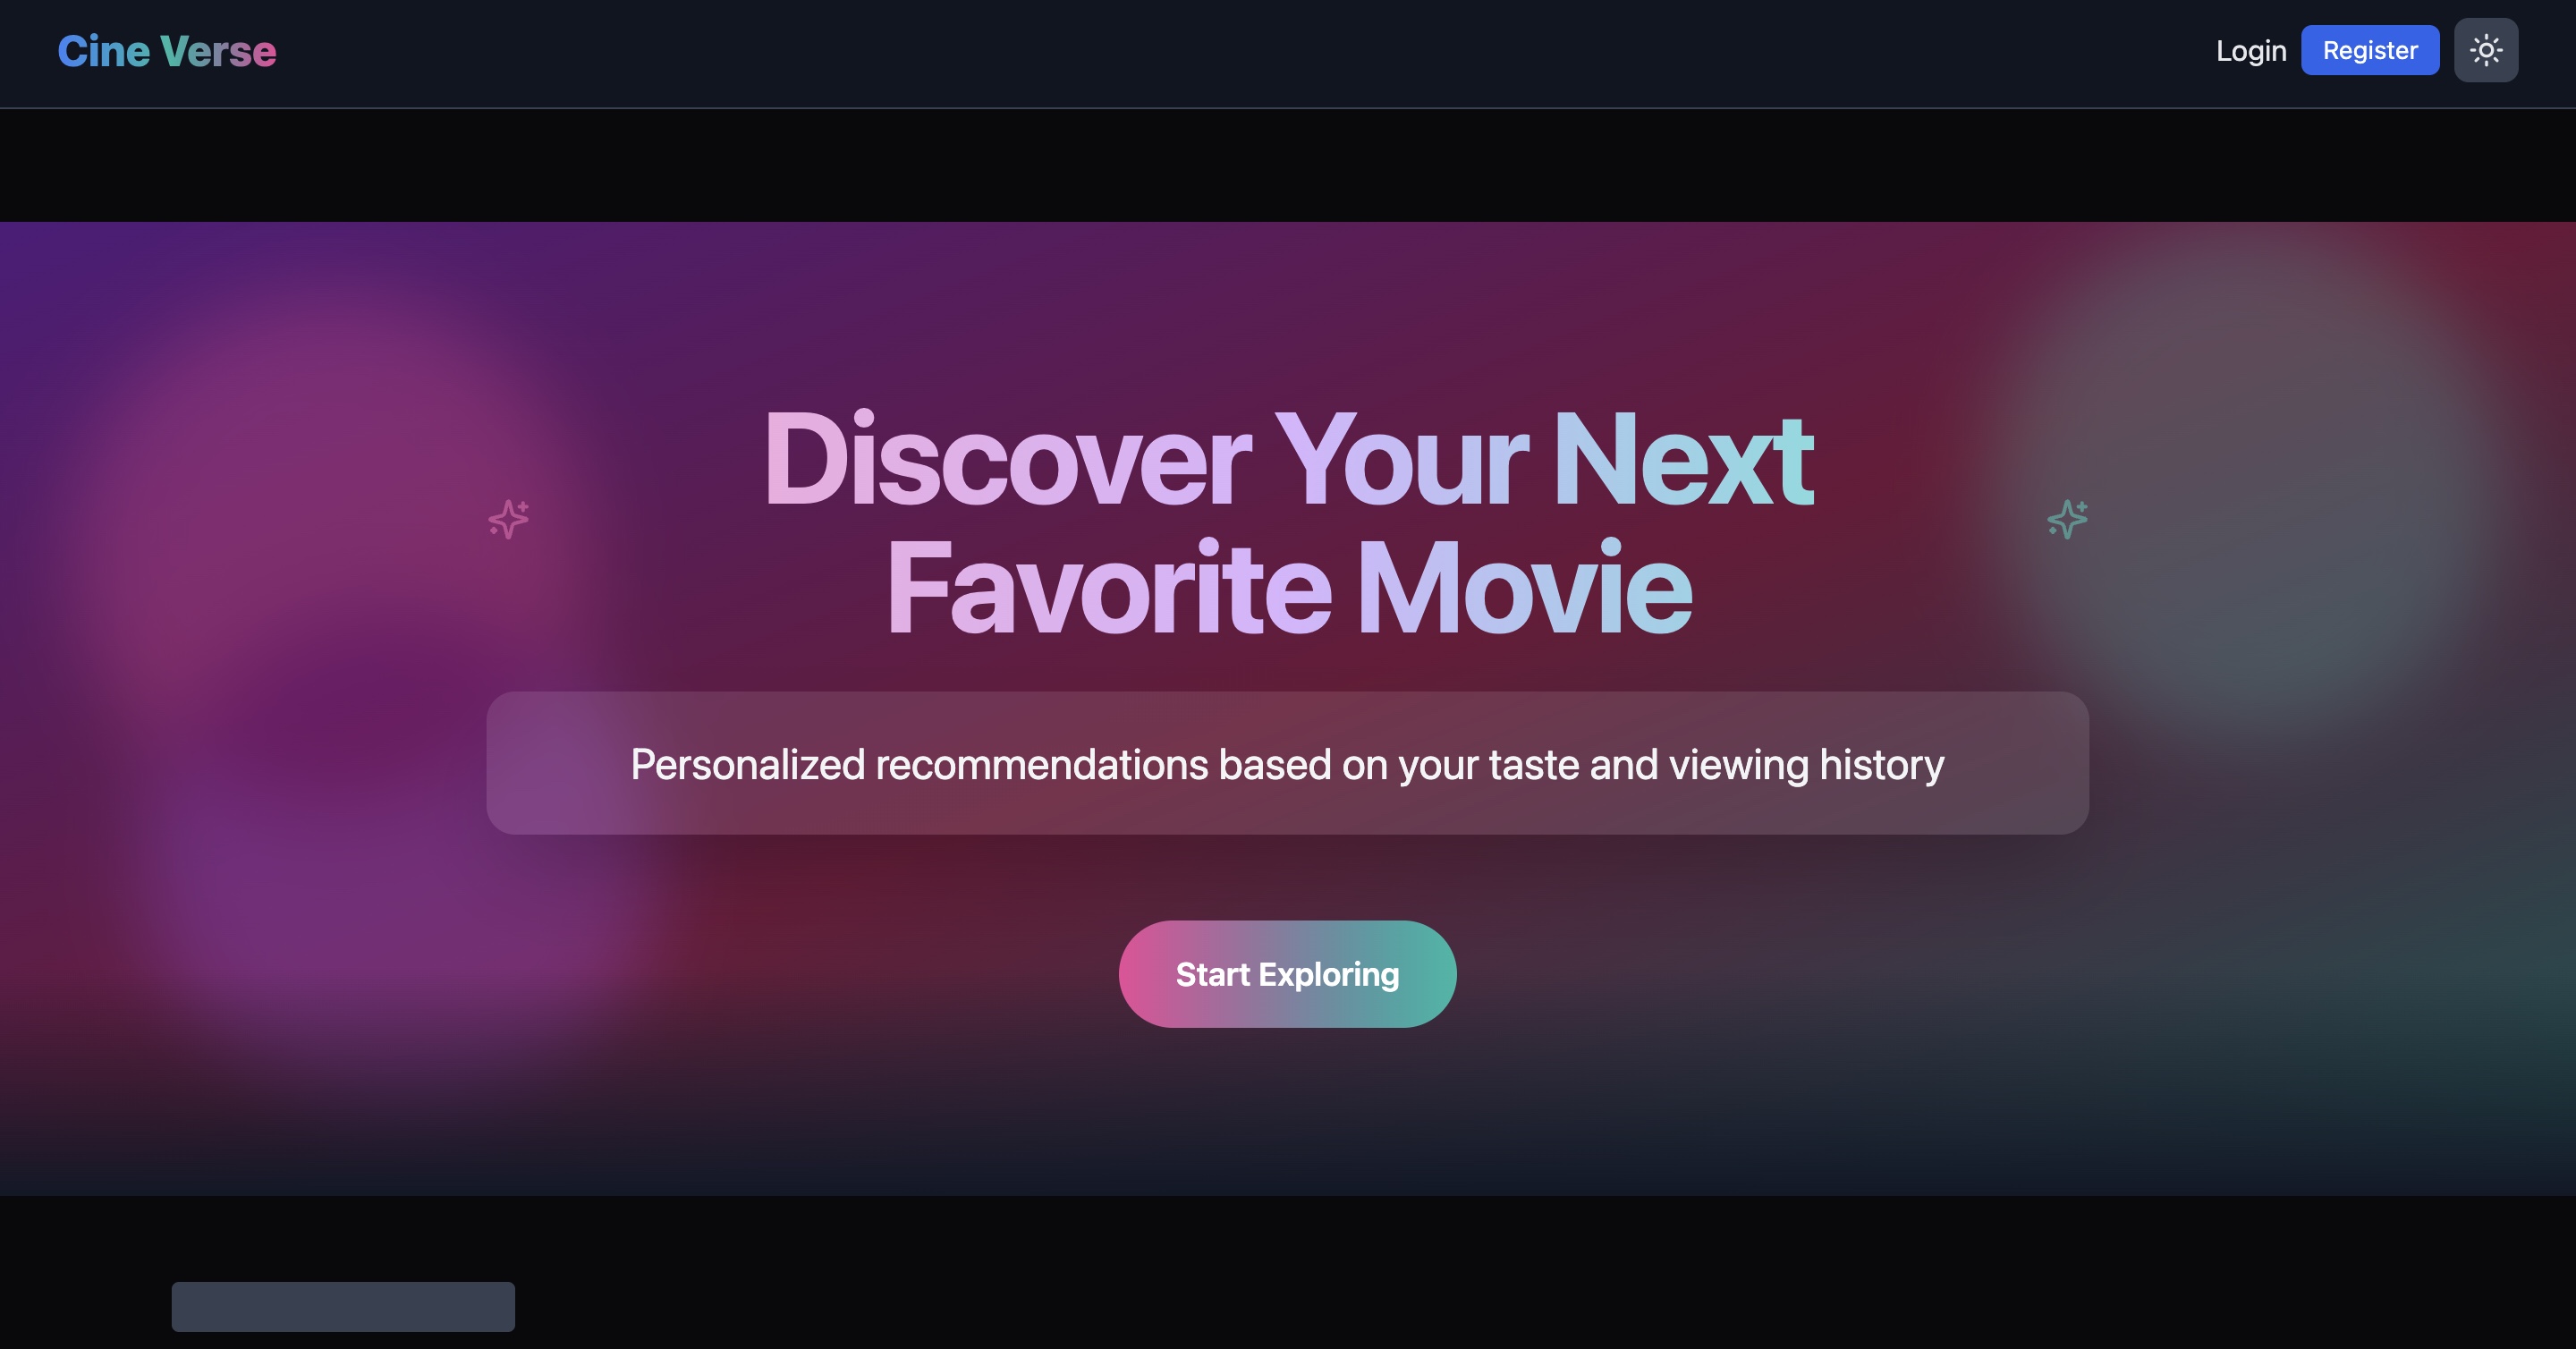 Cine Verse
Login
Register
Discover Your Next
Favorite Movie
Personalized recommendations based on your taste and viewing history
Start Exploring